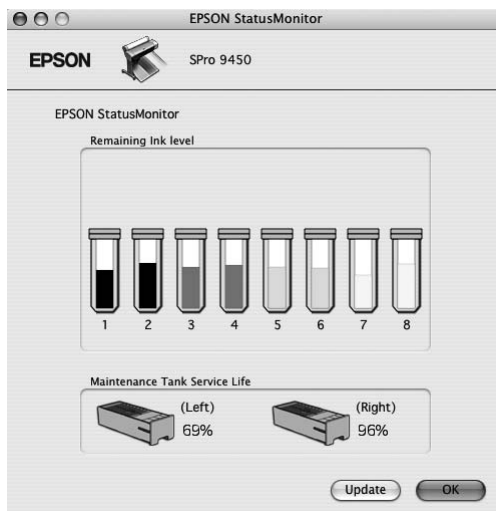 EPSON StatusMonitor
EPSON
SPro 9450
EPSON StatusMonitor
Remaining Ink level
1 2 3 4 5 6 7 8
Maintenance Tank Service Life
(Left) (Right)
69% 96%
Update OK